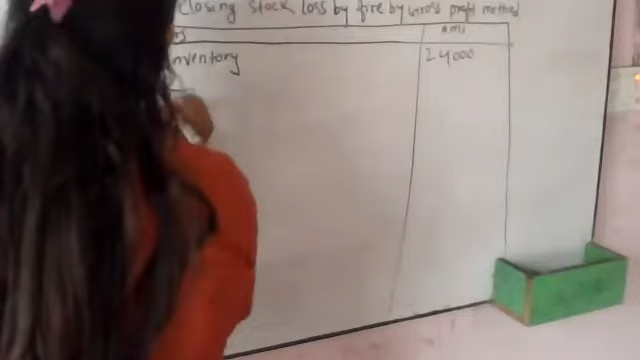 closing stock loss by fire by Gross profit method
amt
nventory 24000